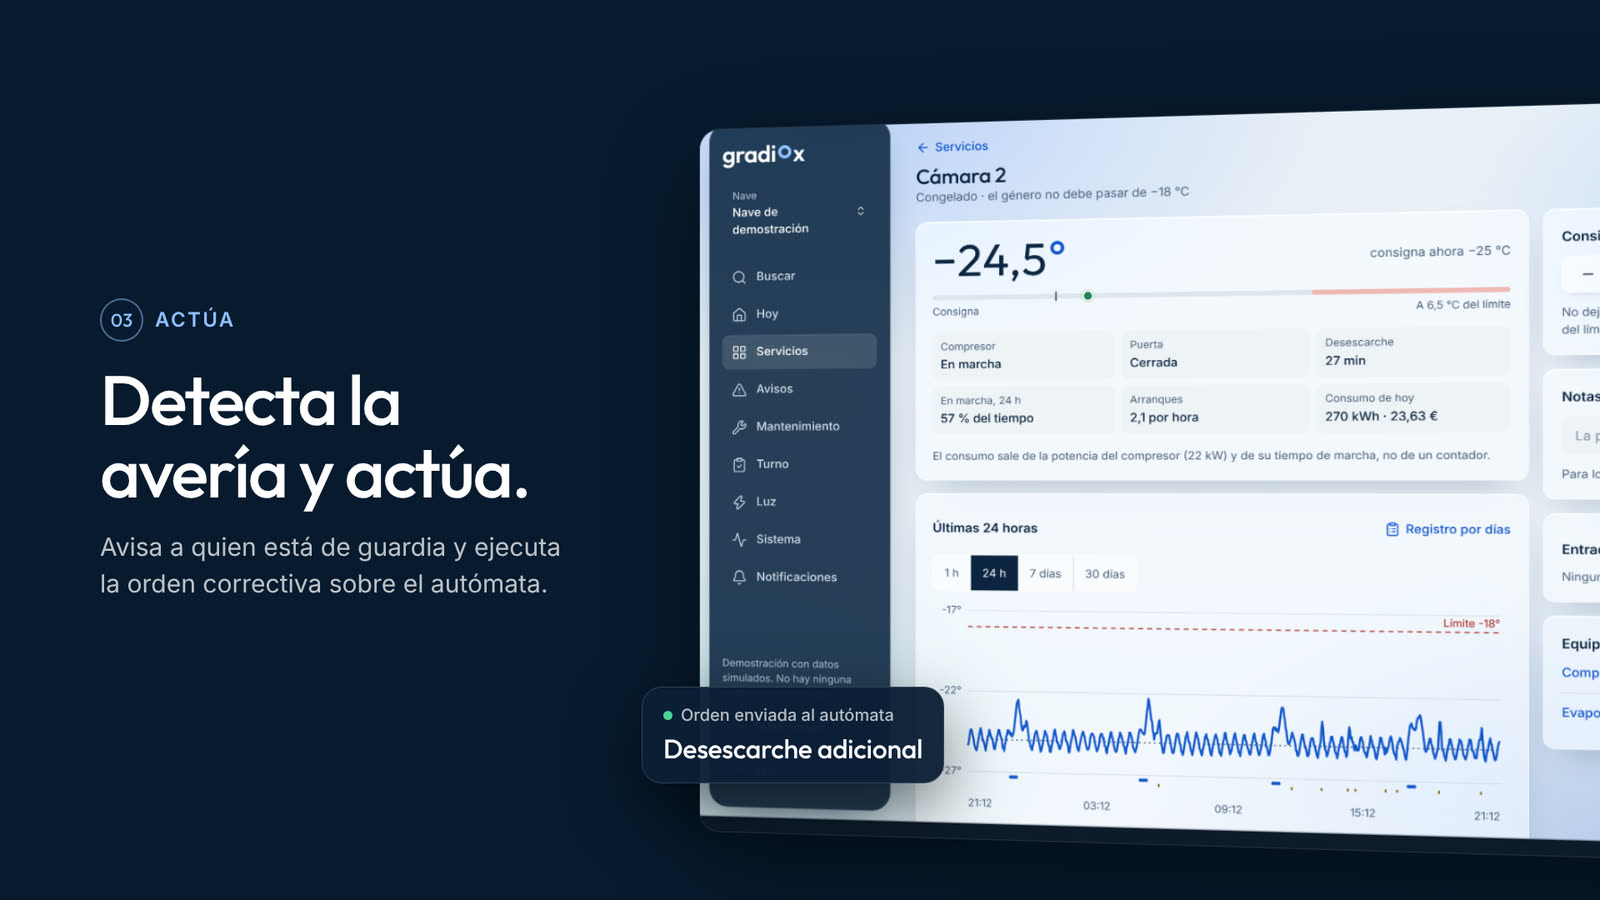 03 ACTÚA
Detecta la
avería y actúa.
Avisa a quien está de guardia y ejecuta
la orden correctiva sobre el autómata.
gradiox
Nave
Nave de
demostración
Buscar
Hoy
Servicios
Avisos
Mantenimiento
Turno
Luz
Sistema
Notificaciones
Demostración con datos
simulados. No hay ninguna
Orden enviada al autómata
Desescarche adicional
← Servicios
Cámara 2
Congelado · el género no debe pasar de −18 °C
−24,5°
consigna ahora −25 °C
Consigna
A 6,5 °C del límite
Compresor
En marcha
Puerta
Cerrada
Desescarche
27 min
En marcha, 24 h
57 % del tiempo
Arranques
2,1 por hora
Consumo de hoy
270 kWh · 23,63 €
El consumo sale de la potencia del compresor (22 kW) y de su tiempo de marcha, no de un contador.
Últimas 24 horas
Registro por días
1 h 24 h 7 días 30 días
-17°
Límite -18°
-22°
27°
21:12 03:12 09:12 15:12 21:12
Consi
−
No dej
del lím
Notas
La p
Para lo
Entra
Ningur
Equip
Comp
Evapo